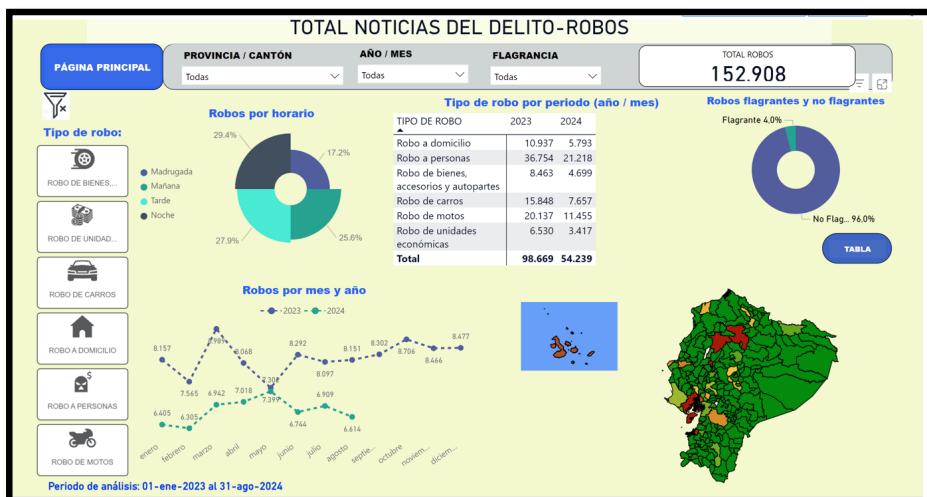 TOTAL NOTICIAS DEL DELITO-ROBOS
PÁGINA PRINCIPAL
PROVINCIA / CANTÓN
Todas
AÑO / MES
Todas
FLAGRANCIA
Todas
TOTAL ROBOS
152.908
Tipo de robo:
ROBO DE BIENES,...
ROBO DE UNIDAD...
ROBO DE CARROS
ROBO A DOMICILIO
ROBO A PERSONAS
ROBO DE MOTOS
Robos por horario
29.4%
17.2%
27.9%
25.6%
Madrugada
Mañana
Tarde
Noche
Tipo de robo por periodo (año / mes)
TIPO DE ROBO 2023 2024
Robo a domicilio 10.937 5.793
Robo a personas 36.754 21.218
Robo de bienes, 8.463 4.699
accesorios y autopartes
Robo de carros 15.848 7.657
Robo de motos 20.137 11.455
Robo de unidades 6.530 3.417
económicas
Total 98.669 54.239
Robos flagrantes y no flagrantes
Flagrante 4,0%
No Flag... 96,0%
TABLA
Robos por mes y año
2023 2024
8.157
7.565
8.068
8.292
8.097
8.151
8.302
8.706
8.466
8.477
6.405
6.305
6.942
7.018
7.399
6.744
6.909
6.614
enero
febrero
marzo
abril
mayo
junio
julio
agosto
septie...
octubre
noviem...
diciem...
Periodo de análisis: 01-ene-2023 al 31-ago-2024